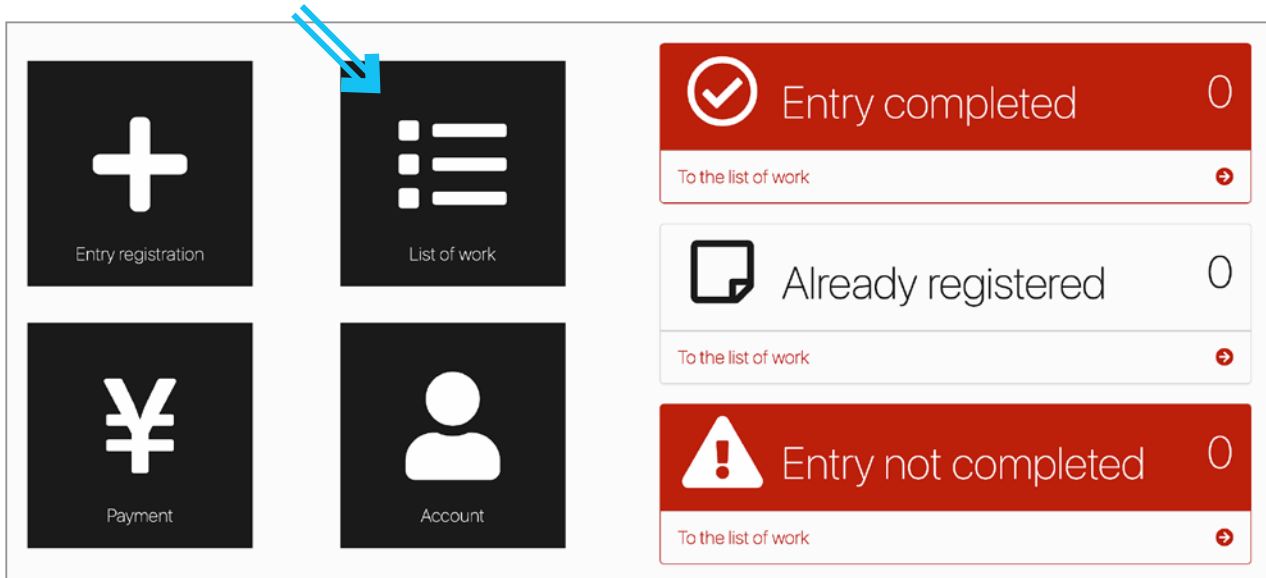 Entry registration
List of work
¥
Payment
Account
Entry completed 0
To the list of work
Already registered 0
To the list of work
Entry not completed 0
To the list of work